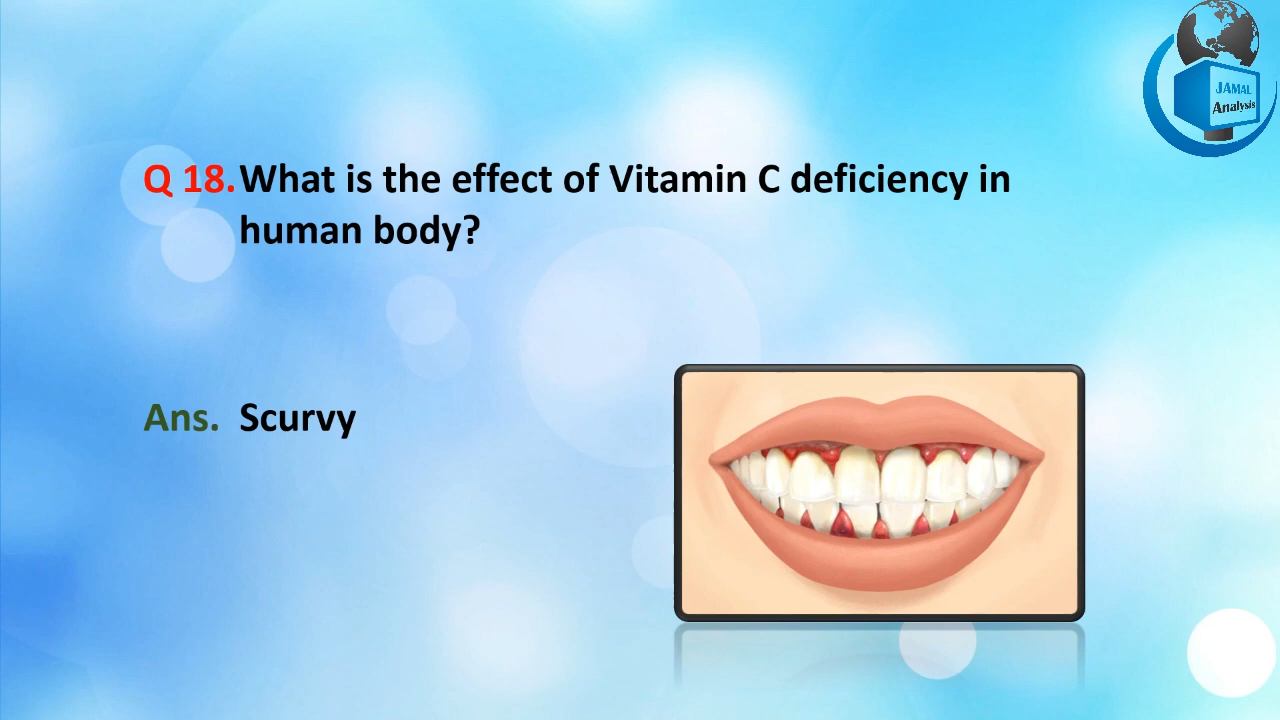 JAMAL
Analysis
Q 18. What is the effect of Vitamin C deficiency in
human body?
Ans. Scurvy